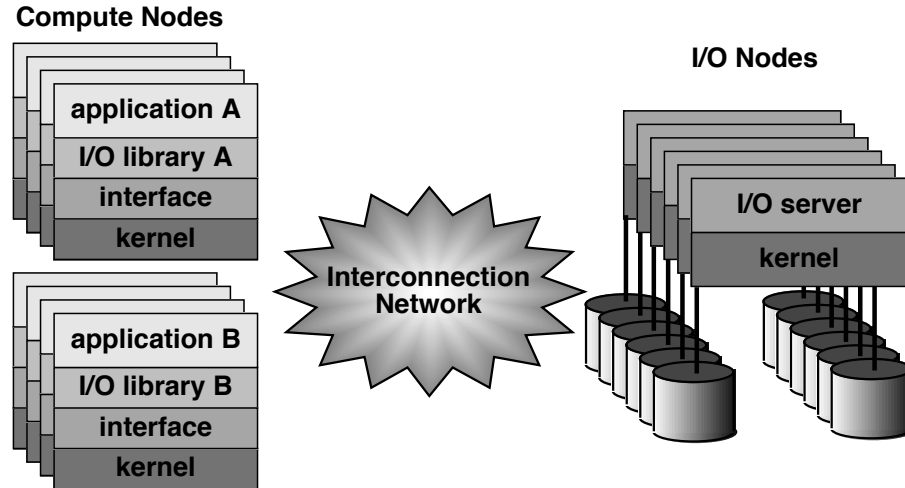 Compute Nodes
application A
I/O library A
interface
kernel
application B
I/O library B
interface
kernel
Interconnection
Network
I/O Nodes
I/O server
kernel